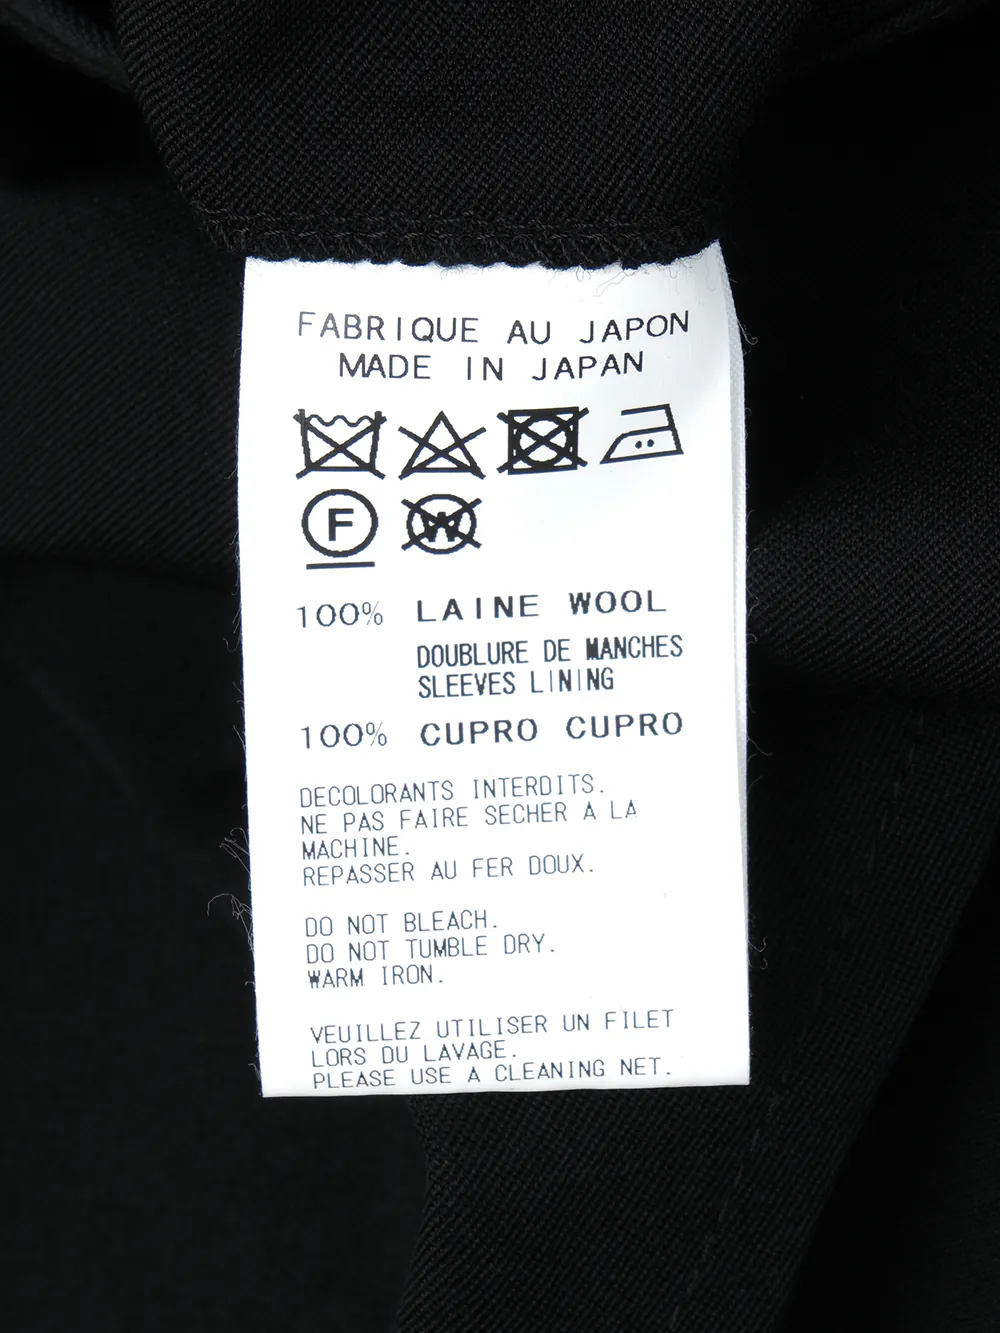 FABRIQUE AU JAPON
MADE IN JAPAN
F W
100% LAINE WOOL
DOUBLURE DE MANCHES
SLEEVES LINING
100% CUPRO CUPRO
DECOLORANTS INTERDITS.
NE PAS FAIRE SECHER A LA
MACHINE.
REPASSER AU FER DOUX.
DO NOT BLEACH.
DO NOT TUMBLE DRY.
WARM IRON.
VEUILLEZ UTILISER UN FILET
LORS DU LAVAGE.
PLEASE USE A CLEANING NET.